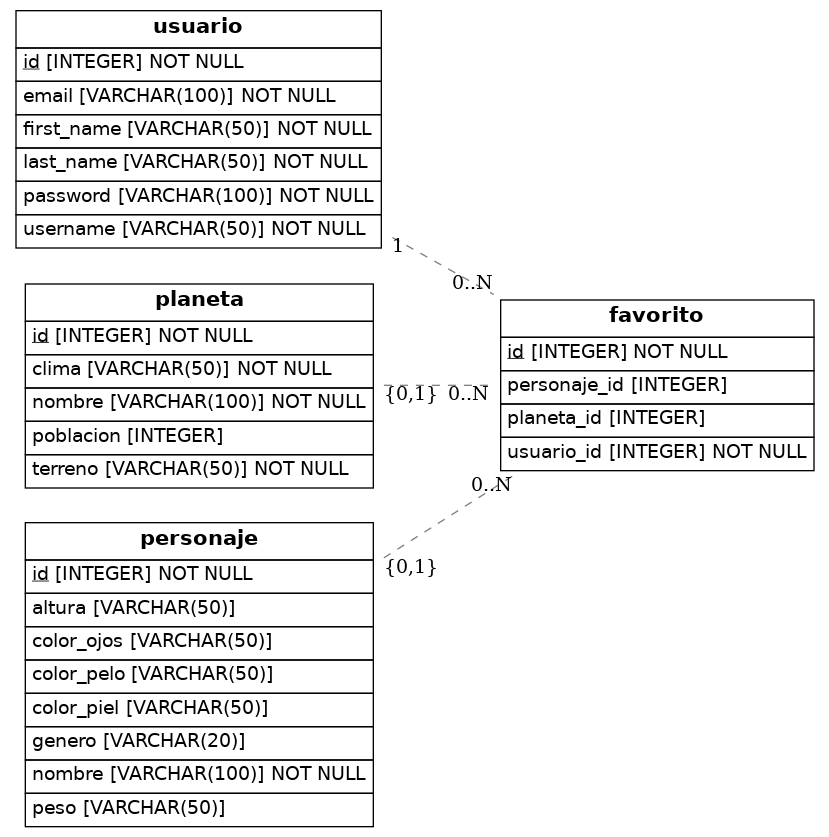 usuario
id [INTEGER] NOT NULL
email [VARCHAR(100)] NOT NULL
first_name [VARCHAR(50)] NOT NULL
last_name [VARCHAR(50)] NOT NULL
password [VARCHAR(100)] NOT NULL
username [VARCHAR(50)] NOT NULL
1
0..N
planeta
id [INTEGER] NOT NULL
clima [VARCHAR(50)] NOT NULL
nombre [VARCHAR(100)] NOT NULL
poblacion [INTEGER]
terreno [VARCHAR(50)] NOT NULL
{0,1}
0..N
favorito
id [INTEGER] NOT NULL
personaje_id [INTEGER]
planeta_id [INTEGER]
usuario_id [INTEGER] NOT NULL
0..N
{0,1}
personaje
id [INTEGER] NOT NULL
altura [VARCHAR(50)]
color_ojos [VARCHAR(50)]
color_pelo [VARCHAR(50)]
color_piel [VARCHAR(50)]
genero [VARCHAR(20)]
nombre [VARCHAR(100)] NOT NULL
peso [VARCHAR(50)]